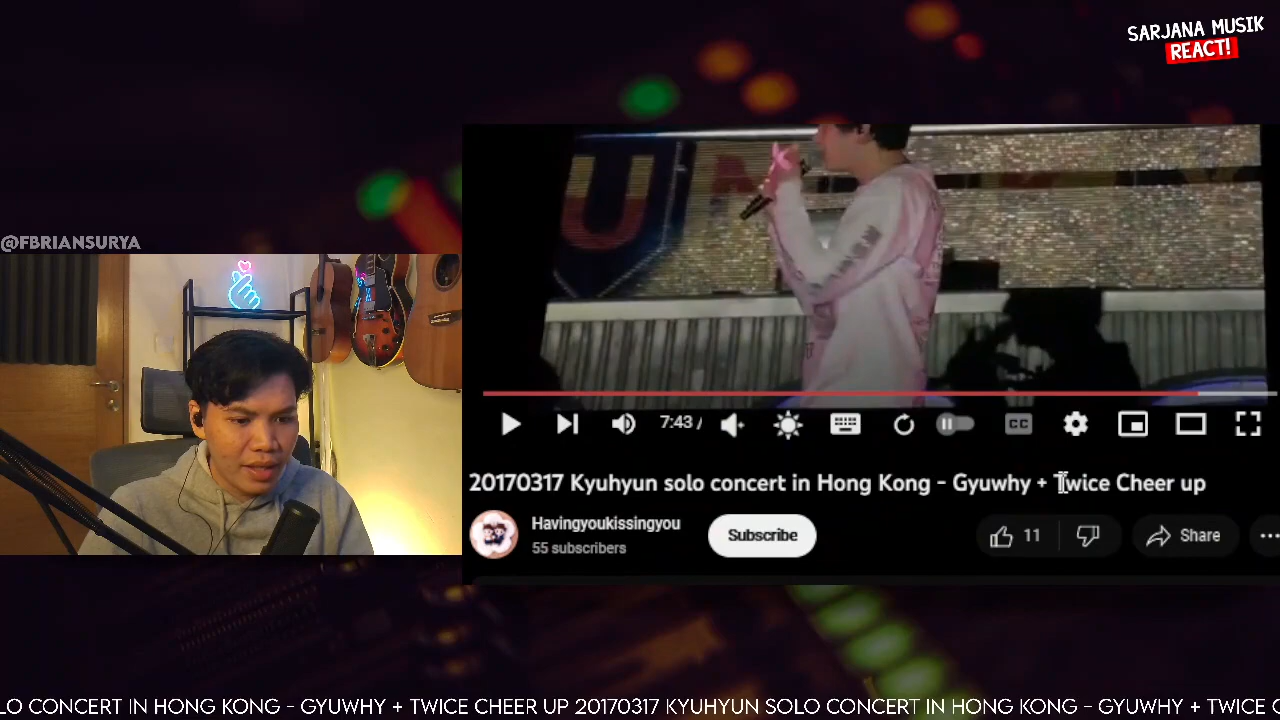 SARJANA MUSIK
REACT!
@FBRIANSURYA
7:43 /
CC
20170317 Kyuhyun solo concert in Hong Kong - Gyuwhy + Twice Cheer up
Havingyoukissingyou
55 subscribers
Subscribe
11
Share
LO CONCERT IN HONG KONG - GYUWHY + TWICE CHEER UP 20170317 KYUHYUN SOLO CONCERT IN HONG KONG - GYUWHY + TWICE C